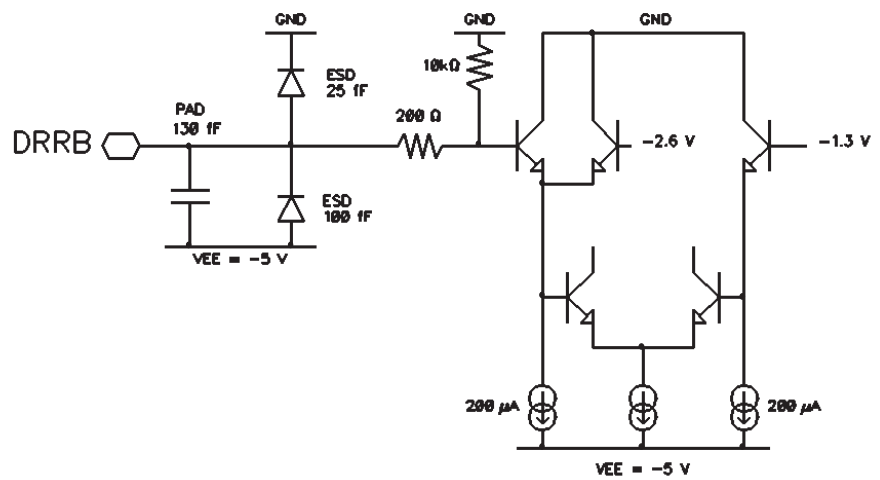 GND
GND
GND
ESD
25 fF
10kΩ
PAD
130 fF
200 Ω
DRRB
-2.6 V
-1.3 V
ESD
100 fF
VEE = -5 V
200 μA
200 μA
VEE = -5 V